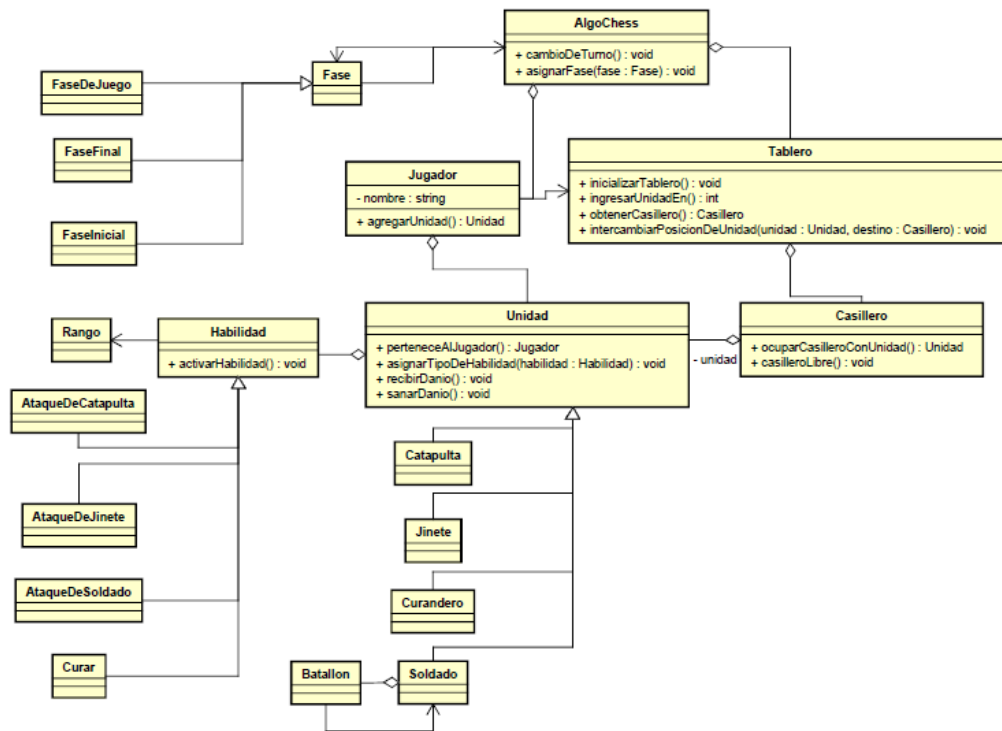 AlgoChess
+ cambioDeTurno() : void
+ asignarFase(fase : Fase) : void
Fase
FaseDeJuego
FaseFinal
FaseInicial
Jugador
- nombre : string
+ agregarUnidad() : Unidad
Tablero
+ inicializarTablero() : void
+ ingresarUnidadEn() : int
+ obtenerCasillero() : Casillero
+ intercambiarPosicionDeUnidad(unidad : Unidad, destino : Casillero) : void
Rango
Habilidad
+ activarHabilidad() : void
Unidad
+ perteneceAlJugador() : Jugador
+ asignarTipoDeHabilidad(habilidad : Habilidad) : void
+ recibirDanio() : void
+ sanarDanio() : void
- unidad
Casillero
+ ocuparCasilleroConUnidad() : Unidad
+ casilleroLibre() : void
AtaqueDeCatapulta
AtaqueDeJinete
AtaqueDeSoldado
Curar
Catapulta
Jinete
Curandero
Batallon
Soldado